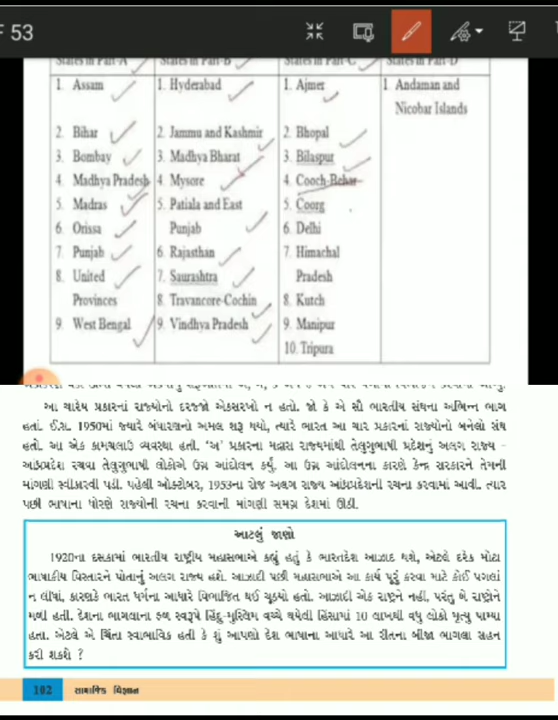 F 53
States in Part-A States in Part-B States in Part-C States in Part-D
1. Assam 1. Hyderabad 1. Ajmer 1. Andaman and
Nicobar Islands
2. Bihar 2. Jammu and Kashmir 2. Bhopal
3. Bombay 3. Madhya Bharat 3. Bilaspur
4. Madhya Pradesh 4. Mysore 4. Cooch-Behar
5. Madras 5. Patiala and East 5. Coorg
6. Orissa Punjab 6. Delhi
7. Punjab 6. Rajasthan 7. Himachal
8. United 7. Saurashtra Pradesh
Provinces 8. Travancore-Cochin 8. Kutch
9. West Bengal 9. Vindhya Pradesh 9. Manipur
10. Tripura
આ ચારેય પ્રકારનાં રાજ્યોનો દરજ્જો એકસરખો ન હતો. જો કે એ સૌ ભારતીય સંઘના અભિન્ન ભાગ
હતાં. ઈ.સ. 1950માં જ્યારે બંધારણનો અમલ શરૂ થયો, ત્યારે ભારત આ ચાર પ્રકારનાં રાજ્યોનો બનેલો સંઘ
હતો. આ એક કામચલાઉ વ્યવસ્થા હતી. 'અ' પ્રકારના મદ્રાસ રાજ્યમાંથી તેલુગુભાષી પ્રદેશનું અલગ રાજ્ય -
આંધ્રપ્રદેશ રચવા તેલુગુભાષી લોકોએ ઉગ્ર આંદોલન કર્યું. આ ઉગ્ર આંદોલનના કારણે કેન્દ્ર સરકારને તેમની
માંગણી સ્વીકારવી પડી. પહેલી ઓક્ટોબર, 1953ના રોજ અલગ રાજ્ય આંધ્રપ્રદેશની રચના કરવામાં આવી. ત્યાર
પછી ભાષાના ધોરણે રાજ્યોની રચના કરવાની માંગણી સમગ્ર દેશમાં ઊઠી.
આટલું જાણો
1920ના દસકામાં ભારતીય રાષ્ટ્રીય મહાસભાએ કહ્યું હતું કે ભારતદેશ આઝાદ થશે, એટલે દરેક મોટા
ભાષાકીય વિસ્તારને પોતાનું અલગ રાજ્ય હશે. આઝાદી પછી મહાસભાએ આ કાર્ય પૂરું કરવા માટે કોઈ પગલાં
ન લીધાં, કારણકે ભારત ધર્મના આધારે વિભાજિત થઈ ચૂક્યો હતો. આઝાદી એક રાષ્ટ્રને નહીં, પરંતુ બે રાષ્ટ્રોને
મળી હતી. દેશના ભાગલાના ફળ સ્વરૂપે હિંદુ-મુસ્લિમ વચ્ચે થયેલી હિંસામાં 10 લાખથી વધુ લોકો મૃત્યુ પામ્યા
હતા. એટલે એ ચિંતા સ્વાભાવિક હતી કે શું આપણો દેશ ભાષાના આધારે આ રીતના બીજા ભાગલા સહન
કરી શકશે ?
102 સામાજિક વિજ્ઞાન